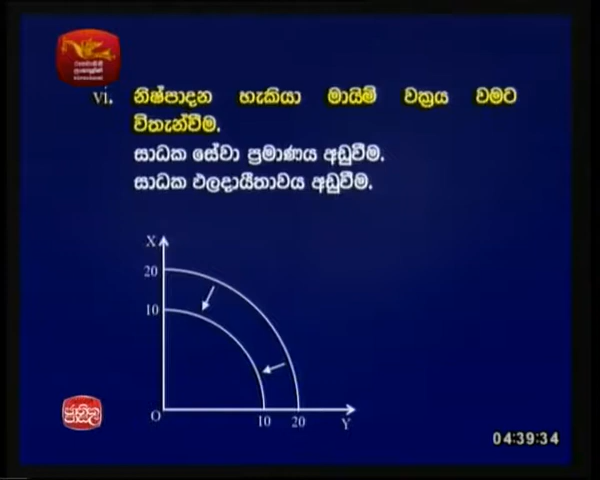 vi. නිෂ්පාදන හැකියා මායිම් වක්‍රය වමට
විතැන්වීම.
සාධක සේවා ප්‍රමාණය අඩුවීම.
සාධක ඵලදායීතාවය අඩුවීම.
X
20
10
O
10 20
Y
04:39:34